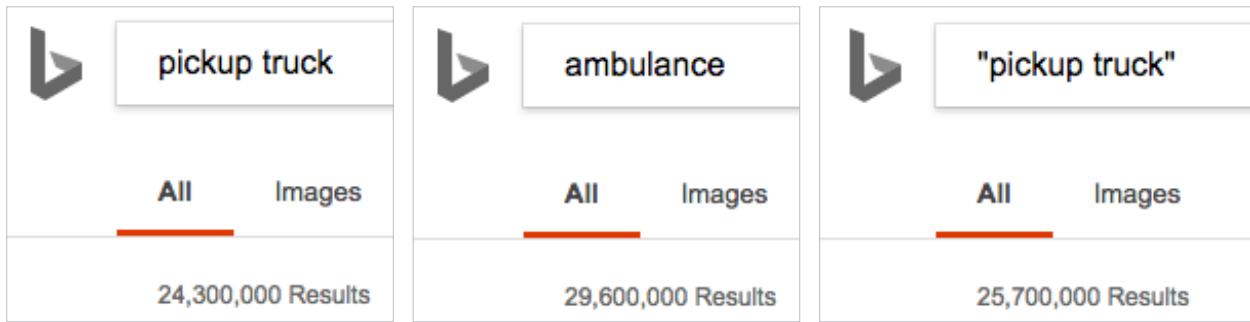 pickup truck
All Images
24,300,000 Results
ambulance
All Images
29,600,000 Results
"pickup truck"
All Images
25,700,000 Results